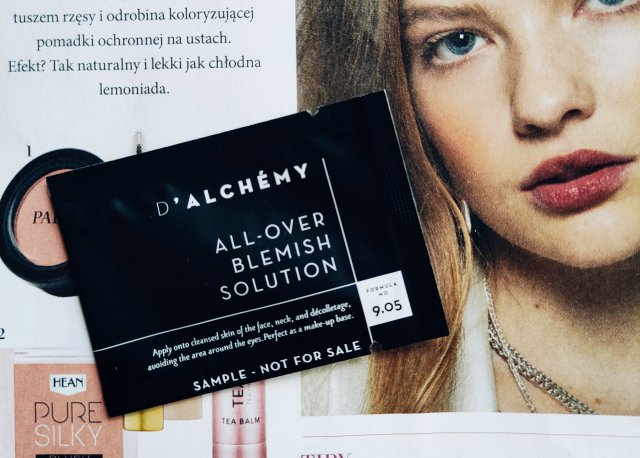 tuszem rzęsy i odrobina koloryzującej
pomadki ochronnej na ustach.
Efekt? Tak naturalny i lekki jak chłodna
lemoniada.
1
D'ALCHÉMY
ALL-OVER
BLEMISH
SOLUTION
FORMULA
NO
9.05
Apply onto cleansed skin of the face, neck, and décolletage,
avoiding the area around the eyes. Perfect as a make-up base.
SAMPLE - NOT FOR SALE
2
HEAN
PURE
SILKY
TEA BALM